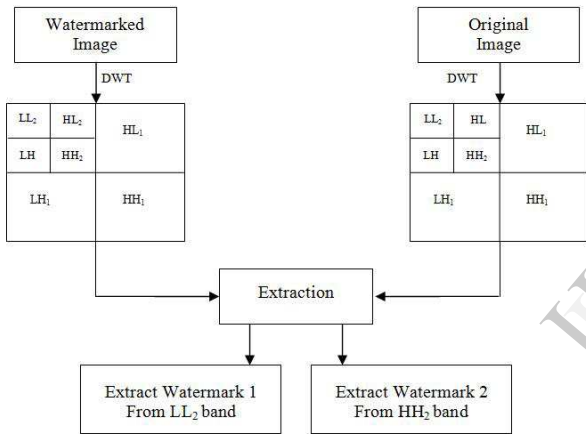 Watermarked
Image
Original
Image
DWT
DWT
LL₂ HL₂
HL₁
LH HH₂
LH₁ HH₁
LL₂ HL
HL₁
LH HH₂
LH₁ HH₁
Extraction
Extract Watermark 1
From LL₂ band
Extract Watermark 2
From HH₂ band